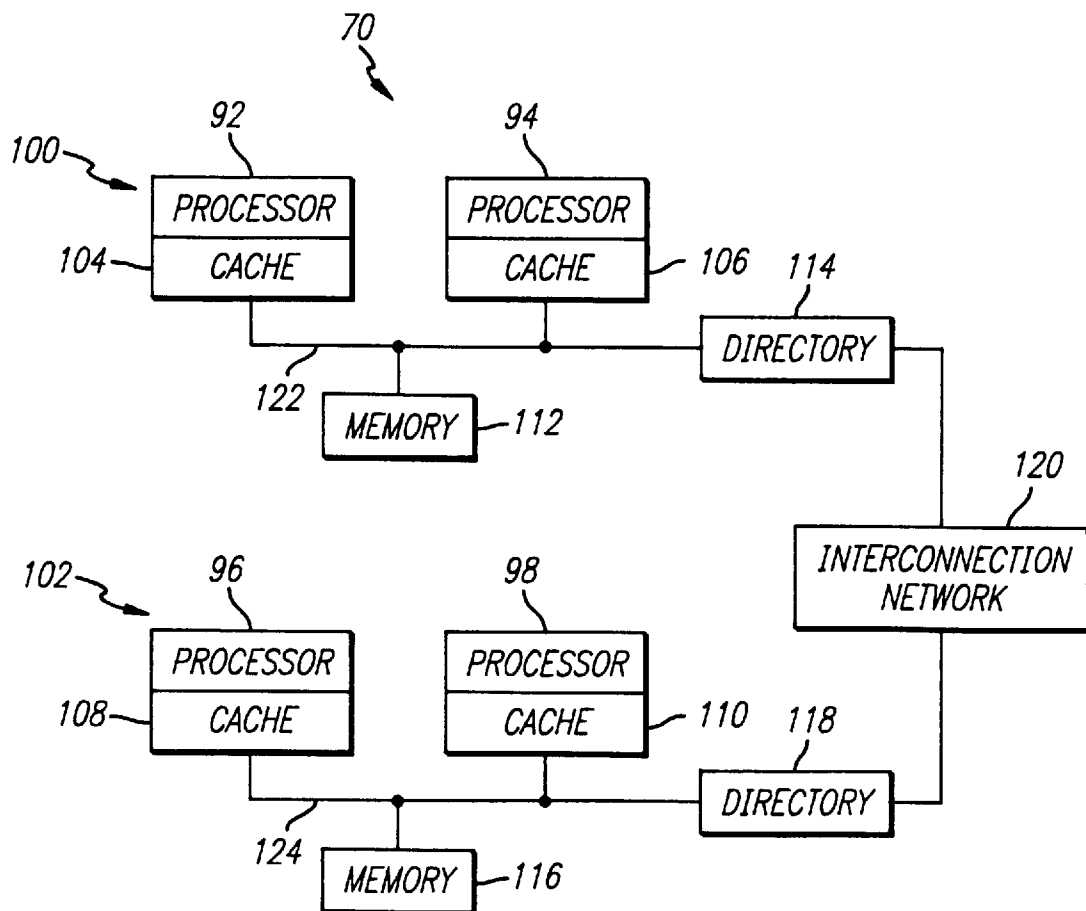 70
92
94
100
PROCESSOR
PROCESSOR
104
CACHE
CACHE
106
114
DIRECTORY
122
MEMORY
112
120
INTERCONNECTION
NETWORK
102
96
98
PROCESSOR
PROCESSOR
108
CACHE
CACHE
110
118
DIRECTORY
124
MEMORY
116